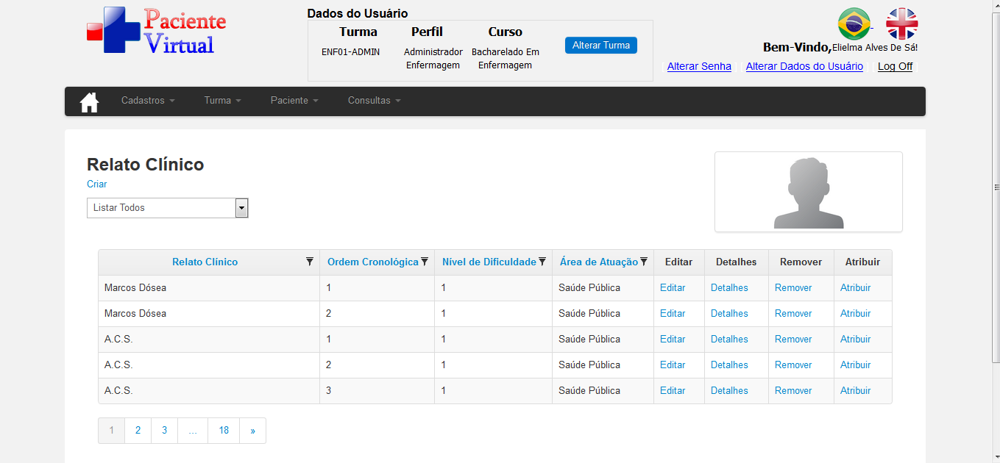 Paciente
Virtual
Dados do Usuário
Turma Perfil Curso
ENF01-ADMIN Administrador Enfermagem Bacharelado Em Enfermagem
Alterar Turma
Bem-Vindo,Elielma Alves De Sá!
Alterar Senha | Alterar Dados do Usuário | Log Off
Cadastros Turma Paciente Consultas
Relato Clínico
Criar
Listar Todos
Relato Clínico Ordem Cronológica Nível de Dificuldade Área de Atuação Editar Detalhes Remover Atribuir
Marcos Dósea 1 1 Saúde Pública Editar Detalhes Remover Atribuir
Marcos Dósea 2 1 Saúde Pública Editar Detalhes Remover Atribuir
A.C.S. 1 1 Saúde Pública Editar Detalhes Remover Atribuir
A.C.S. 2 1 Saúde Pública Editar Detalhes Remover Atribuir
A.C.S. 3 1 Saúde Pública Editar Detalhes Remover Atribuir
1 2 3 ... 18 »